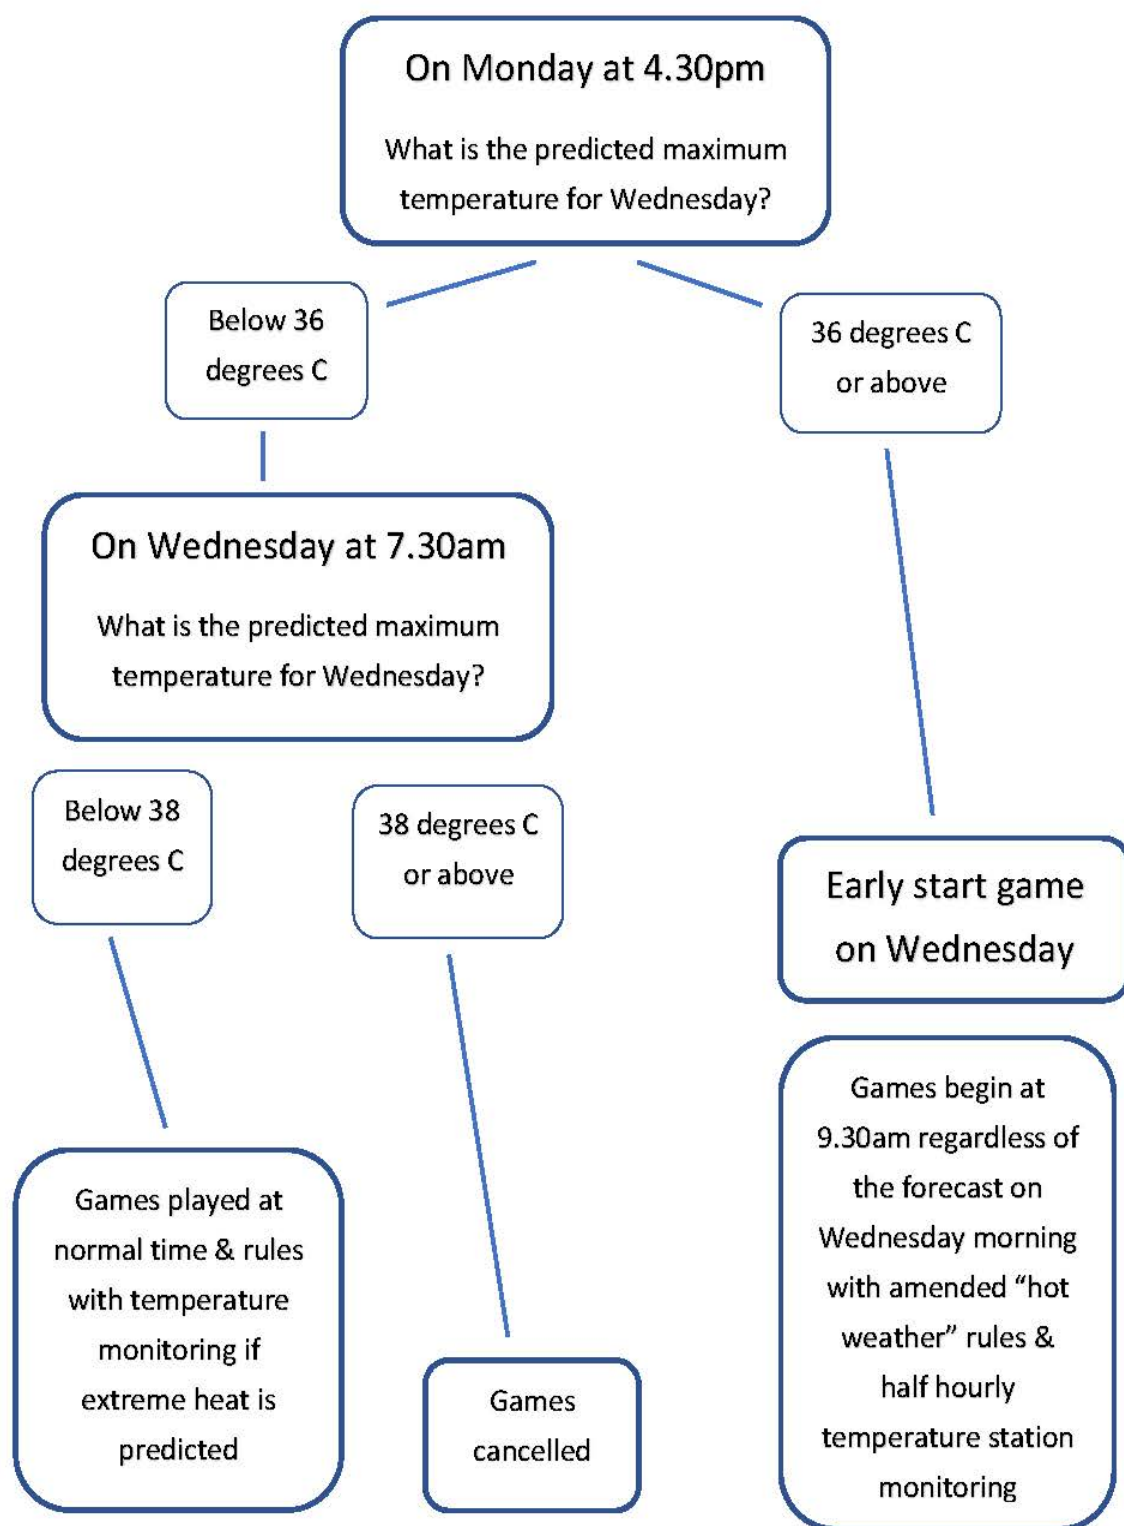 On Monday at 4.30pm
What is the predicted maximum
temperature for Wednesday?
Below 36
degrees C
36 degrees C
or above
On Wednesday at 7.30am
What is the predicted maximum
temperature for Wednesday?
Below 38
degrees C
38 degrees C
or above
Early start game
on Wednesday
Games played at
normal time & rules
with temperature
monitoring if
extreme heat is
predicted
Games
cancelled
Games begin at
9.30am regardless of
the forecast on
Wednesday morning
with amended “hot
weather” rules &
half hourly
temperature station
monitoring